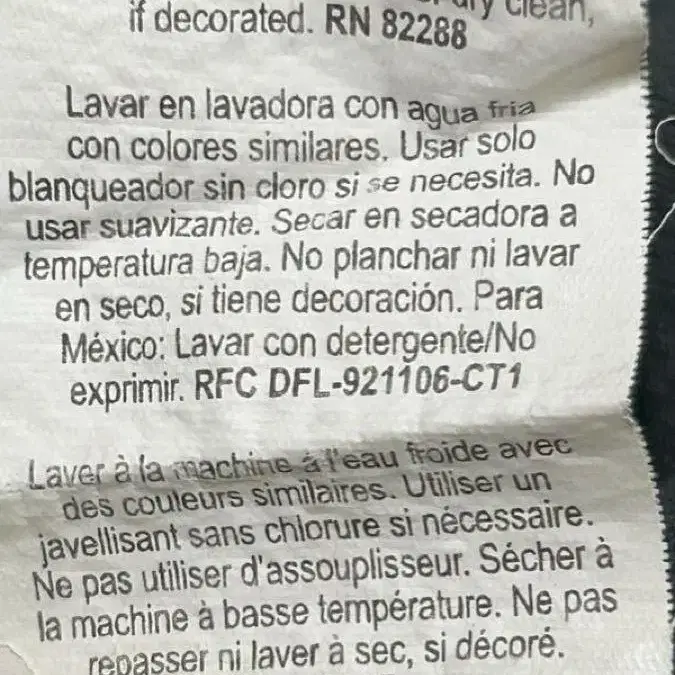 dry clean,
if decorated. RN 82288
Lavar en lavadora con agua fria
con colores similares. Usar solo
blanqueador sin cloro si se necesita. No
usar suavizante. Secar en secadora a
temperatura baja. No planchar ni lavar
en seco, si tiene decoración. Para
México: Lavar con detergente/No
exprimir. RFC DFL-921106-CT1
Laver à la machine à l'eau froide avec
des couleurs similaires. Utiliser un
javellisant sans chlorure si nécessaire.
Ne pas utiliser d'assouplisseur. Sécher à
la machine à basse température. Ne pas
repasser ni laver à sec, si décoré.